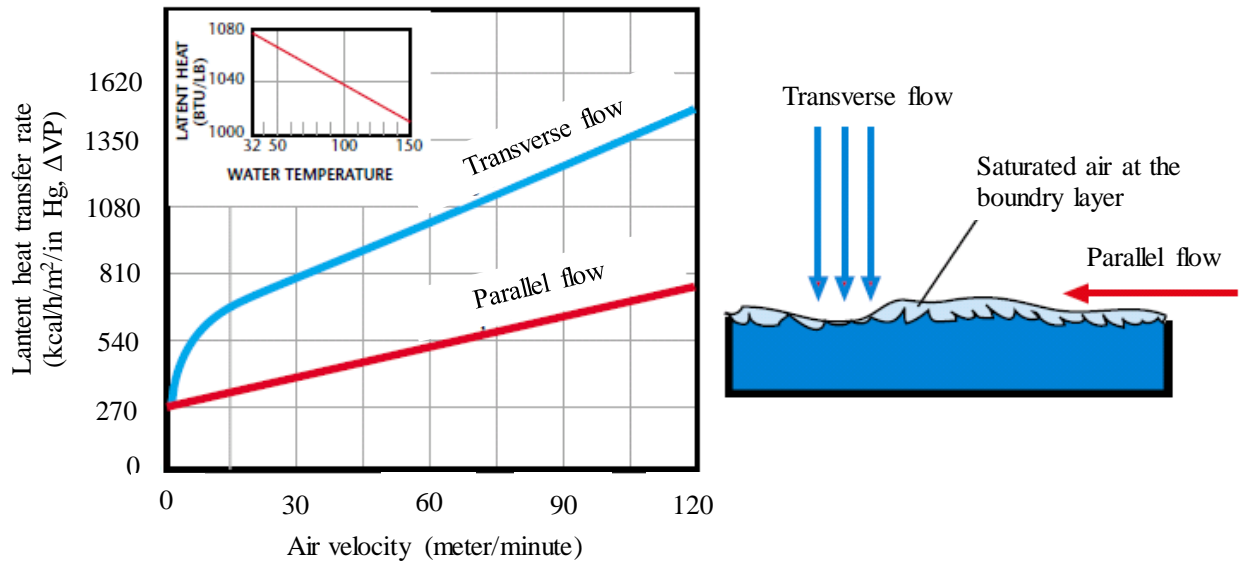 Lantent heat transfer rate
(kcal/h/m²/in Hg, ΔVP)
1620
1350
1080
810
540
270
0
LATENT HEAT
(BTU/LB)
1080
1040
1000
32 50 100 150
WATER TEMPERATURE
Transverse flow
Parallel flow
0 30 60 90 120
Air velocity (meter/minute)
Transverse flow
Saturated air at the
boundry layer
Parallel flow